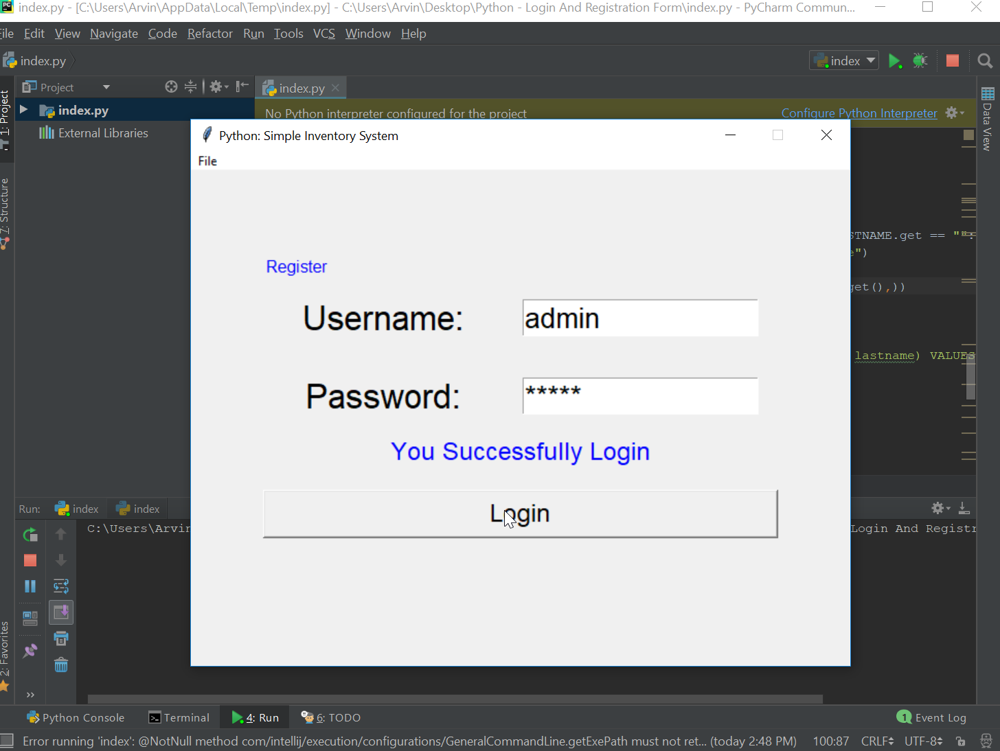 index.py - [C:\Users\Arvin\AppData\Local\Temp\index.py] - C:\Users\Arvin\Desktop\Python - Login And Registration Form\index.py - PyCharm Commun...
File Edit View Navigate Code Refactor Run Tools VCS Window Help
index.py
index
Project
index.py
1: Project
index.py
No Python interpreter configured for the project
Configure Python Interpreter
External Libraries
Data View
Python: Simple Inventory System
File
7: Structure
STNAME.get == "":
e")
Register
get(),))
Username:
admin
lastname) VALUES
Password:
*****
You Successfully Login
Run:
index
index
Login
C:\Users\Arvin
Login And Registr
2: Favorites
Python Console
Terminal
4: Run
6: TODO
1 Event Log
Error running 'index': @NotNull method com/intellij/execution/configurations/GeneralCommandLine.getExePath must not ret... (today 2:48 PM)
100:87
CRLF
UTF-8